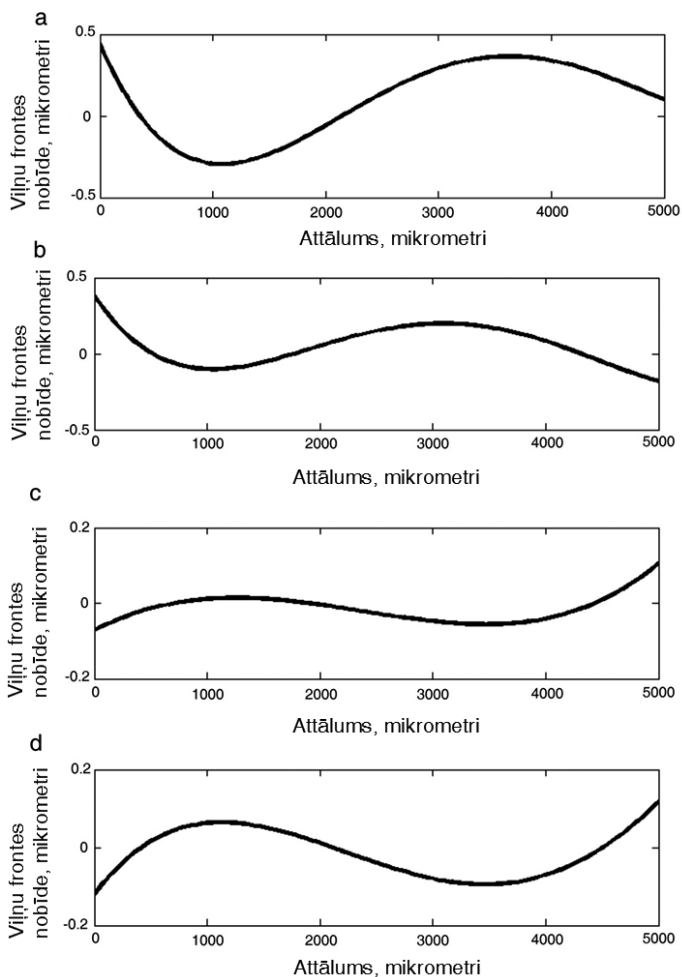 a
Viļņu frontes
nobīde, mikrometri
0.5
0
-0.5
0 1000 2000 3000 4000 5000
Attālums, mikrometri
b
Viļņu frontes
nobīde, mikrometri
0.5
0
-0.5
0 1000 2000 3000 4000 5000
Attālums, mikrometri
c
Viļņu frontes
nobīde, mikrometri
0.2
0
-0.2
0 1000 2000 3000 4000 5000
Attālums, mikrometri
d
Viļņu frontes
nobīde, mikrometri
0.2
0
-0.2
0 1000 2000 3000 4000 5000
Attālums, mikrometri